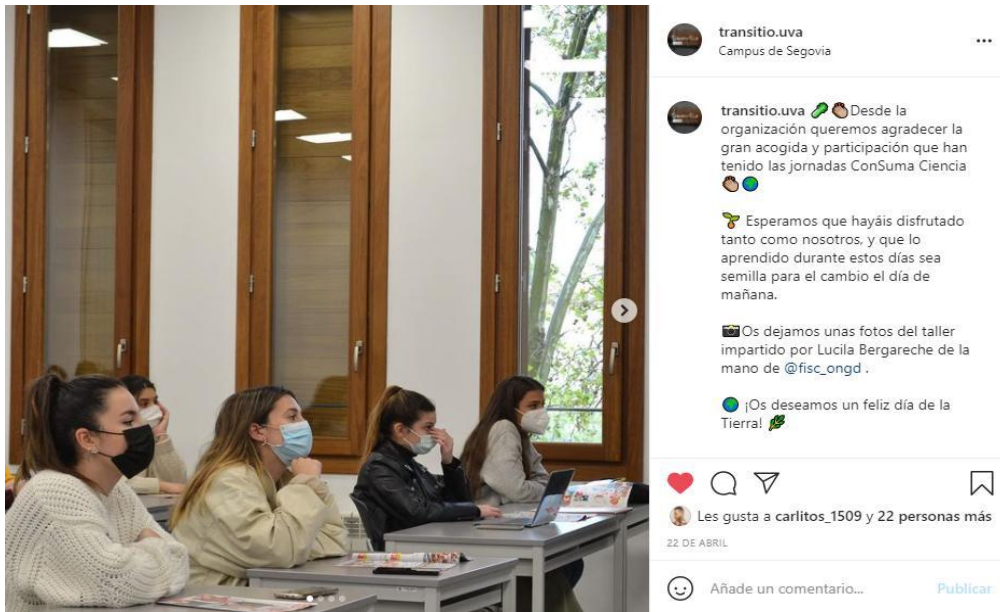 transitio.uva
Campus de Segovia
transitio.uva Desde la
organización queremos agradecer la
gran acogida y participación que han
tenido las jornadas ConSuma Ciencia
Esperamos que hayáis disfrutado
tanto como nosotros, y que lo
aprendido durante estos días sea
semilla para el cambio el día de
mañana.
Os dejamos unas fotos del taller
impartido por Lucila Bergareche de la
mano de @fisc_ongd .
¡Os deseamos un feliz día de la
Tierra!
Les gusta a carlitos_1509 y 22 personas más
22 DE ABRIL
Añade un comentario... Publicar